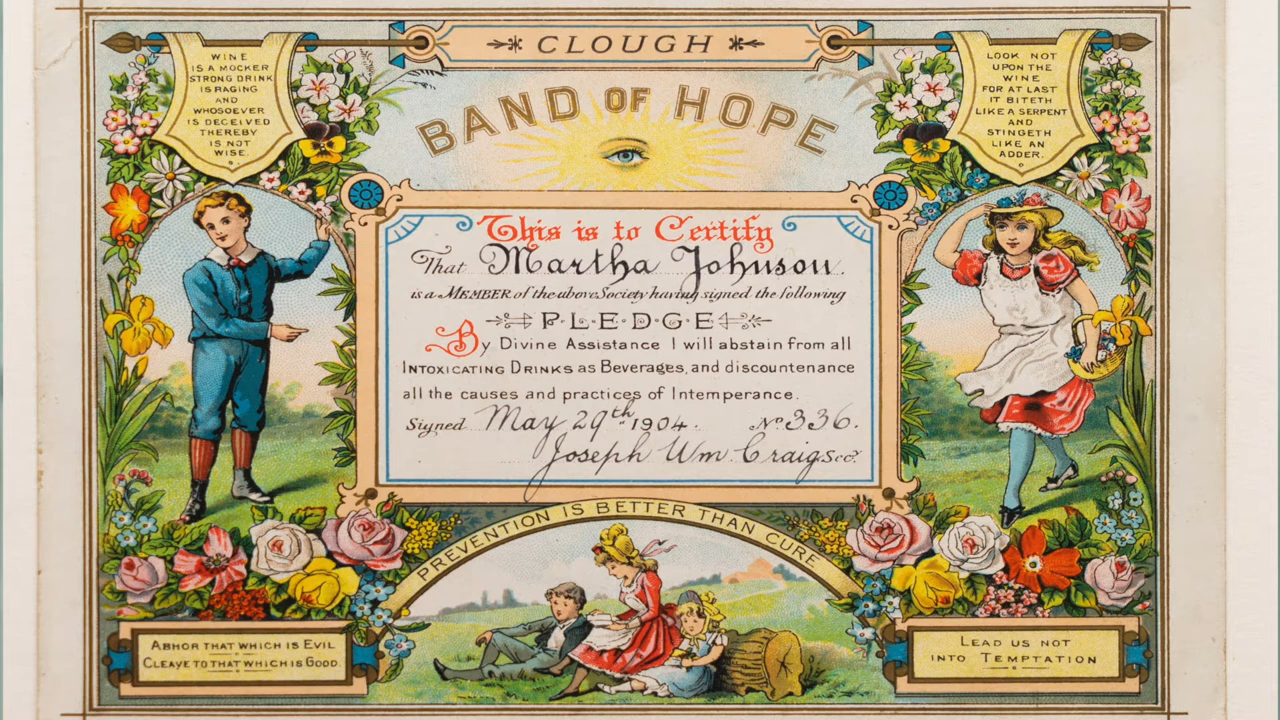 CLOUGH
BAND OF HOPE
WINE
IS A MOCKER
STRONG DRINK
IS RAGING
AND
WHOSOEVER
IS DECEIVED
THEREBY
IS NOT
WISE.
LOOK NOT
UPON THE
WINE
FOR AT LAST
IT BITETH
LIKE A SERPENT
AND
STINGETH
LIKE AN
ADDER.
This is to Certify
That Martha Johnson.
is a MEMBER of the above Society having signed the following
PLEDGE
By Divine Assistance I will abstain from all
INTOXICATING DRINKS as Beverages, and discountenance
all the causes and practices of Intemperance.
Signed May 29th 1904. No 336.
Joseph Wm. Craig Sec.
PREVENTION IS BETTER THAN CURE
ABHOR THAT WHICH IS EVIL
CLEAVE TO THAT WHICH IS GOOD.
LEAD US NOT
INTO TEMPTATION